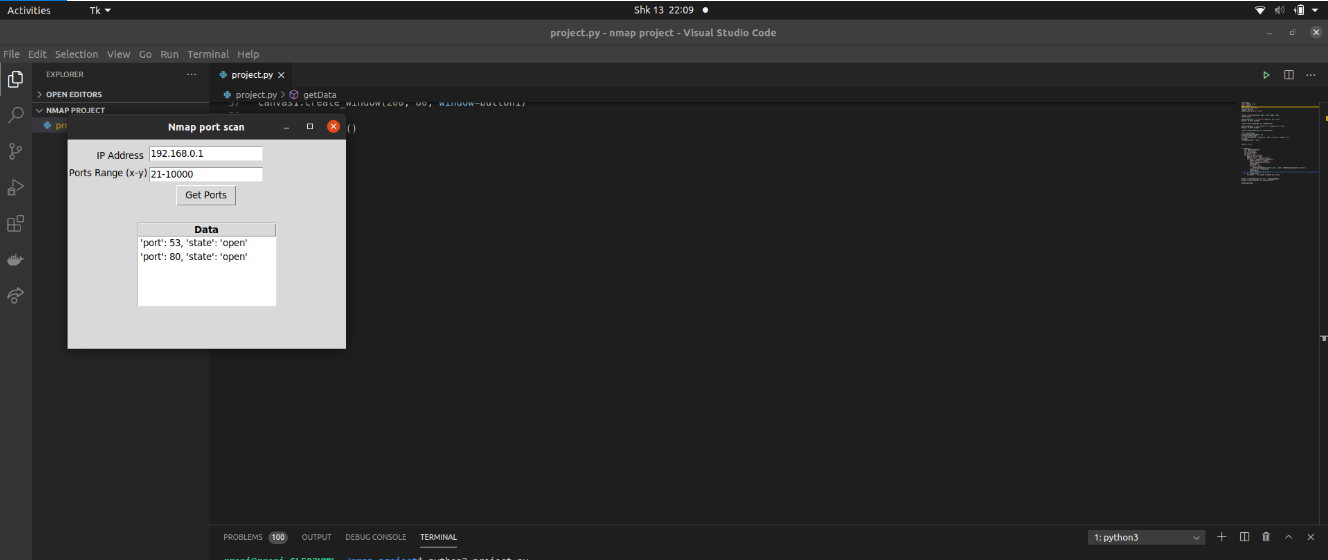 Activities Tk Shk 13 22:09
project.py - nmap project - Visual Studio Code
File Edit Selection View Go Run Terminal Help
EXPLORER
project.py
OPEN EDITORS
project.py > getData
NMAP PROJECT
37 canvas1.create_window(200, 80, window=button1)
Nmap port scan
()
IP Address 192.168.0.1
Ports Range (x-y) 21-10000
Get Ports
Data
'port': 53, 'state': 'open'
'port': 80, 'state': 'open'
PROBLEMS 100 OUTPUT DEBUG CONSOLE TERMINAL 1: python3
python3 project.py